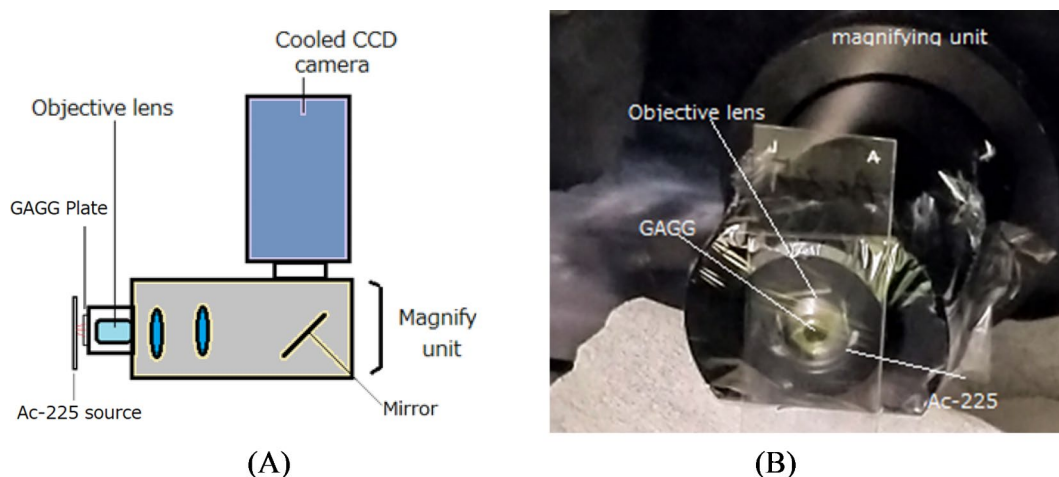 Cooled CCD
camera
Objective lens
GAGG Plate
Magnify
unit
Ac-225 source
Mirror
(A)
magnifying unit
Objective lens
A
GAGG
Ac-225
(B)